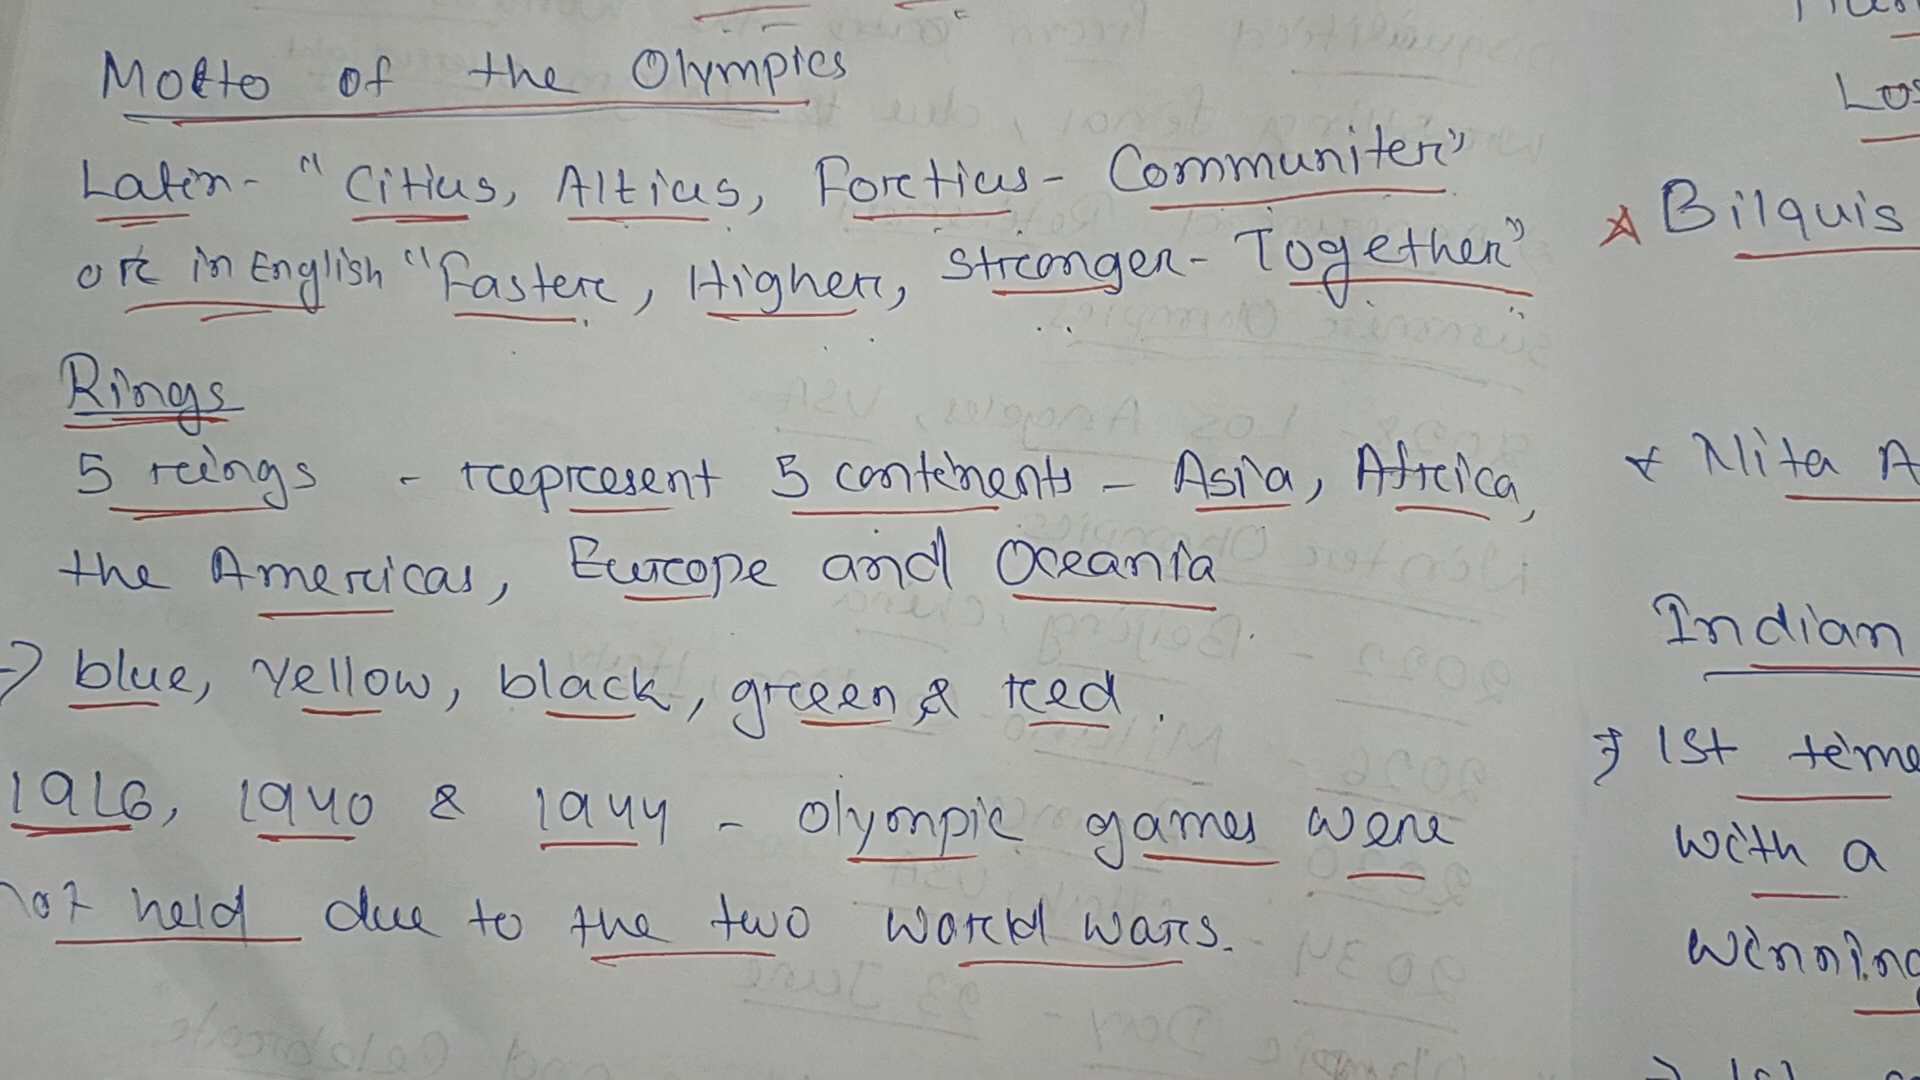 Motto of the Olympics
Latin- "Citius, Altius, Fortius- Communiter"
or in English "Faster, Higher, Stronger- Together"
Rings
5 rings - represent 5 continents - Asia, Africa,
the Americas, Europe and Oceania
→ blue, yellow, black, green & red.
1916, 1940 & 1944 - Olympic games were
not held due to the two world wars.
Los
Bilquis
Nita A
Indian
→ 1st time
with a
winning